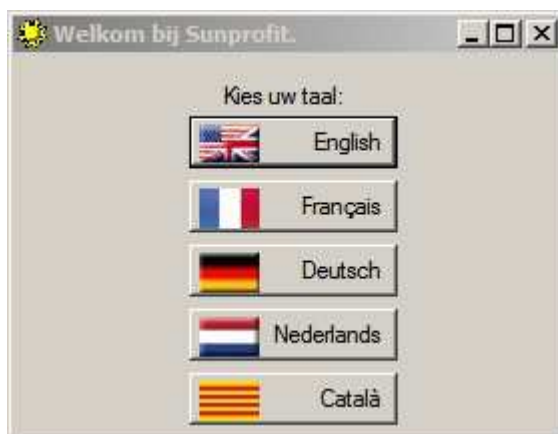 Welkom bij Sunprofit.
Kies uw taal:
English
Français
Deutsch
Nederlands
Català